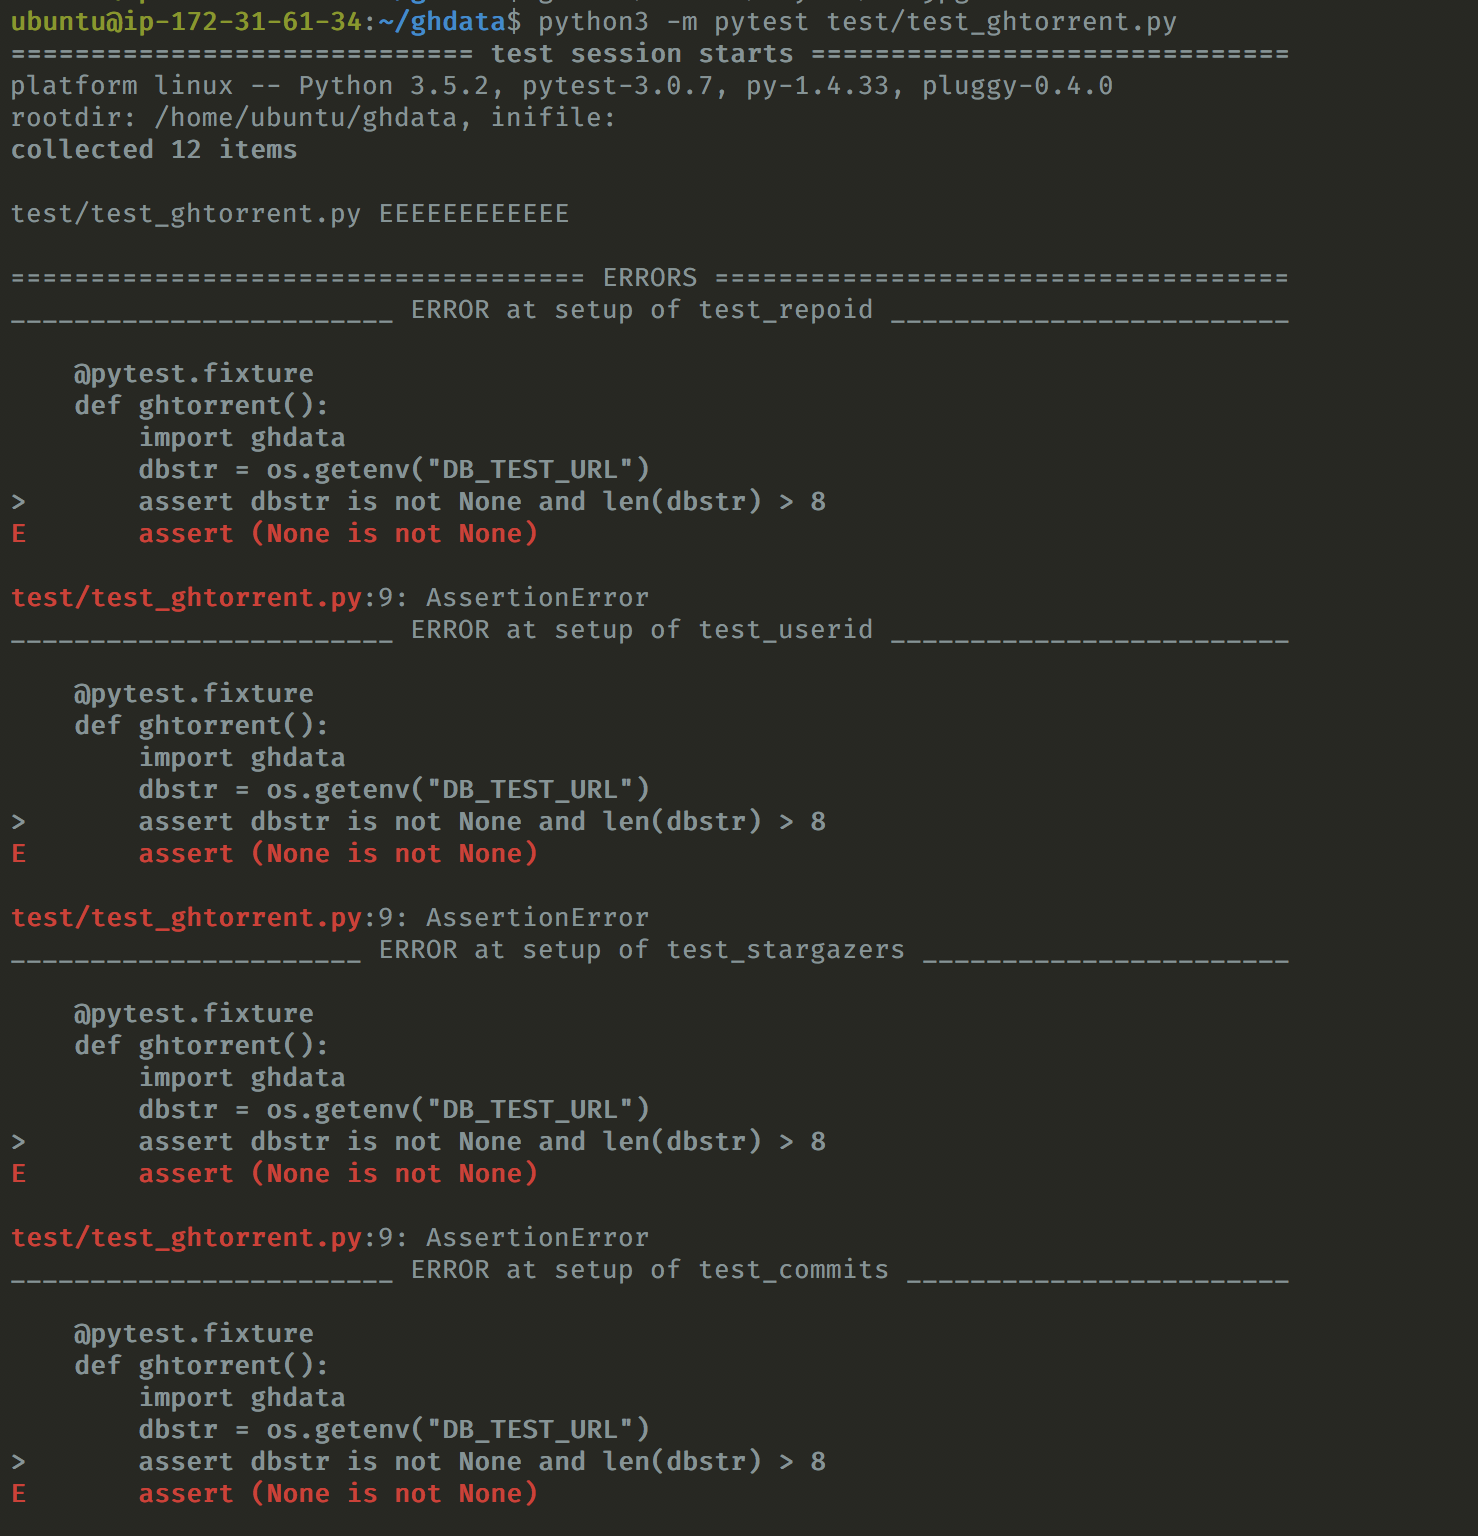 ubuntu@ip-172-31-61-34:~/ghdata$ python3 -m pytest test/test_ghtorrent.py
============================= test session starts ==============================
platform linux -- Python 3.5.2, pytest-3.0.7, py-1.4.33, pluggy-0.4.0
rootdir: /home/ubuntu/ghdata, inifile:
collected 12 items
test/test_ghtorrent.py EEEEEEEEEEEE
==================================== ERRORS ====================================
________________________ ERROR at setup of test_repoid _________________________
    @pytest.fixture
    def ghtorrent():
        import ghdata
        dbstr = os.getenv("DB_TEST_URL")
>       assert dbstr is not None and len(dbstr) > 8
E       assert (None is not None)
test/test_ghtorrent.py:9: AssertionError
________________________ ERROR at setup of test_userid _________________________
    @pytest.fixture
    def ghtorrent():
        import ghdata
        dbstr = os.getenv("DB_TEST_URL")
>       assert dbstr is not None and len(dbstr) > 8
E       assert (None is not None)
test/test_ghtorrent.py:9: AssertionError
______________________ ERROR at setup of test_stargazers _______________________
    @pytest.fixture
    def ghtorrent():
        import ghdata
        dbstr = os.getenv("DB_TEST_URL")
>       assert dbstr is not None and len(dbstr) > 8
E       assert (None is not None)
test/test_ghtorrent.py:9: AssertionError
________________________ ERROR at setup of test_commits ________________________
    @pytest.fixture
    def ghtorrent():
        import ghdata
        dbstr = os.getenv("DB_TEST_URL")
>       assert dbstr is not None and len(dbstr) > 8
E       assert (None is not None)